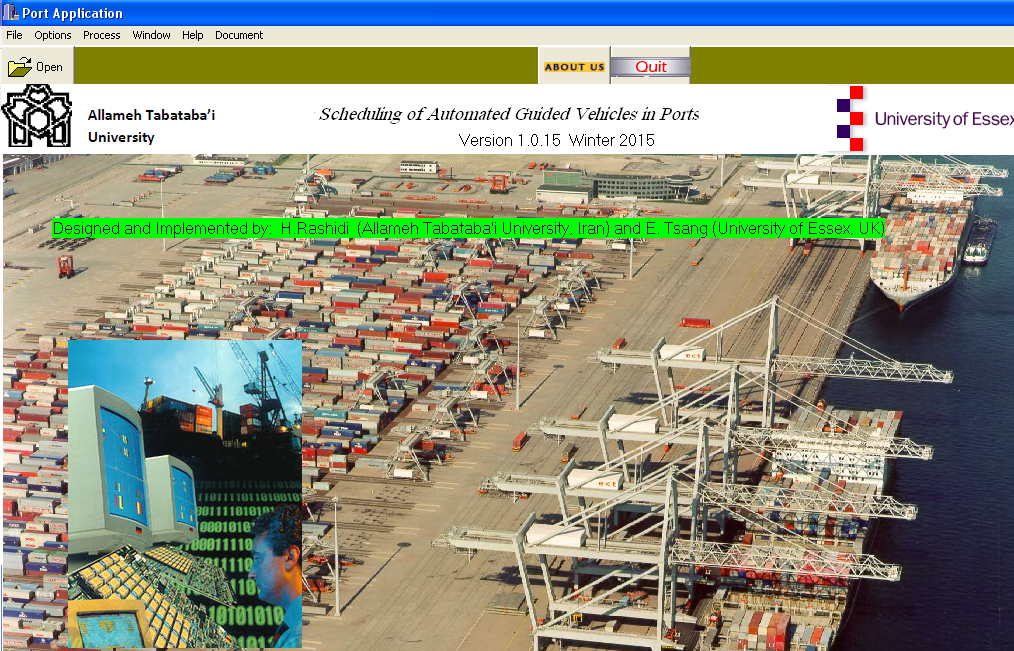 Port Application
File Options Process Window Help Document
Open
ABOUT US
Quit
Allameh Tabataba'i
University
Scheduling of Automated Guided Vehicles in Ports
Version 1.0.15 Winter 2015
University of Essex
Designed and Implemented by: H.Rashidi (Allameh Tabataba'i University, Iran) and E. Tsang (University of Essex, UK)
ect
ect